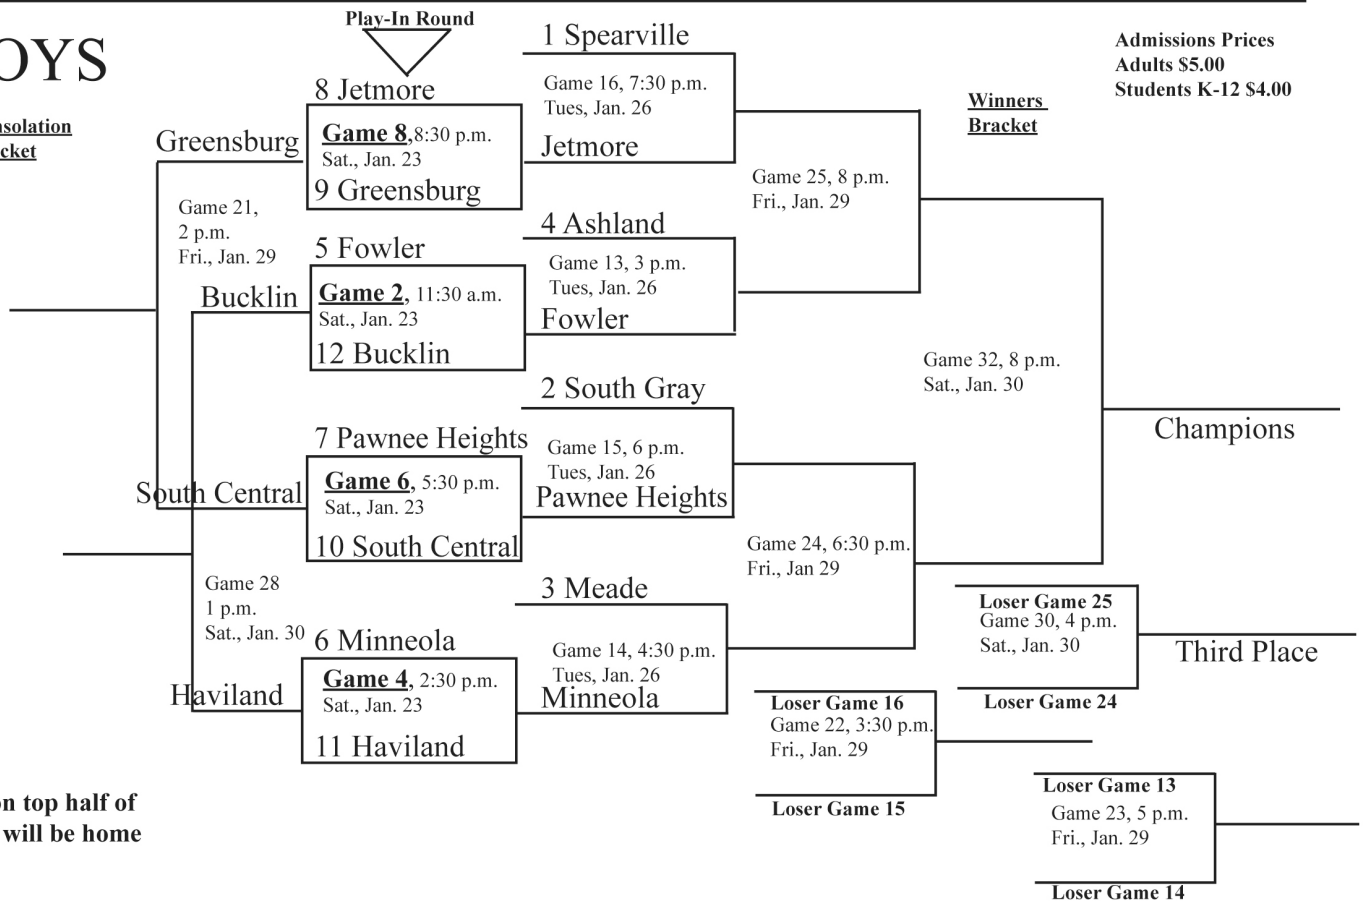 Play-In Round
OYS
1 Spearville
Admissions Prices
Adults $5.00
Students K-12 $4.00
Game 16, 7:30 p.m.
Tues, Jan. 26
8 Jetmore
Winners
Bracket
nsolation
cket
Greensburg
Game 8,8:30 p.m.
Sat., Jan. 23
9 Greensburg
Jetmore
Game 25, 8 p.m.
Fri., Jan. 29
Game 21,
2 p.m.
Fri., Jan. 29
4 Ashland
5 Fowler
Game 13, 3 p.m.
Tues, Jan. 26
Bucklin
Game 2, 11:30 a.m.
Sat., Jan. 23
12 Bucklin
Fowler
Game 32, 8 p.m.
Sat., Jan. 30
2 South Gray
Champions
7 Pawnee Heights
Game 15, 6 p.m.
Tues, Jan. 26
South Central
Game 6, 5:30 p.m.
Sat., Jan. 23
10 South Central
Pawnee Heights
Game 24, 6:30 p.m.
Fri., Jan 29
3 Meade
Game 28
1 p.m.
Sat., Jan. 30
Loser Game 25
Game 30, 4 p.m.
Sat., Jan. 30
Third Place
Loser Game 24
6 Minneola
Game 14, 4:30 p.m.
Tues, Jan. 26
Haviland
Game 4, 2:30 p.m.
Sat., Jan. 23
11 Haviland
Minneola
Loser Game 16
Game 22, 3:30 p.m.
Fri., Jan. 29
Loser Game 15
Loser Game 13
Game 23, 5 p.m.
Fri., Jan. 29
Loser Game 14
on top half of
will be home